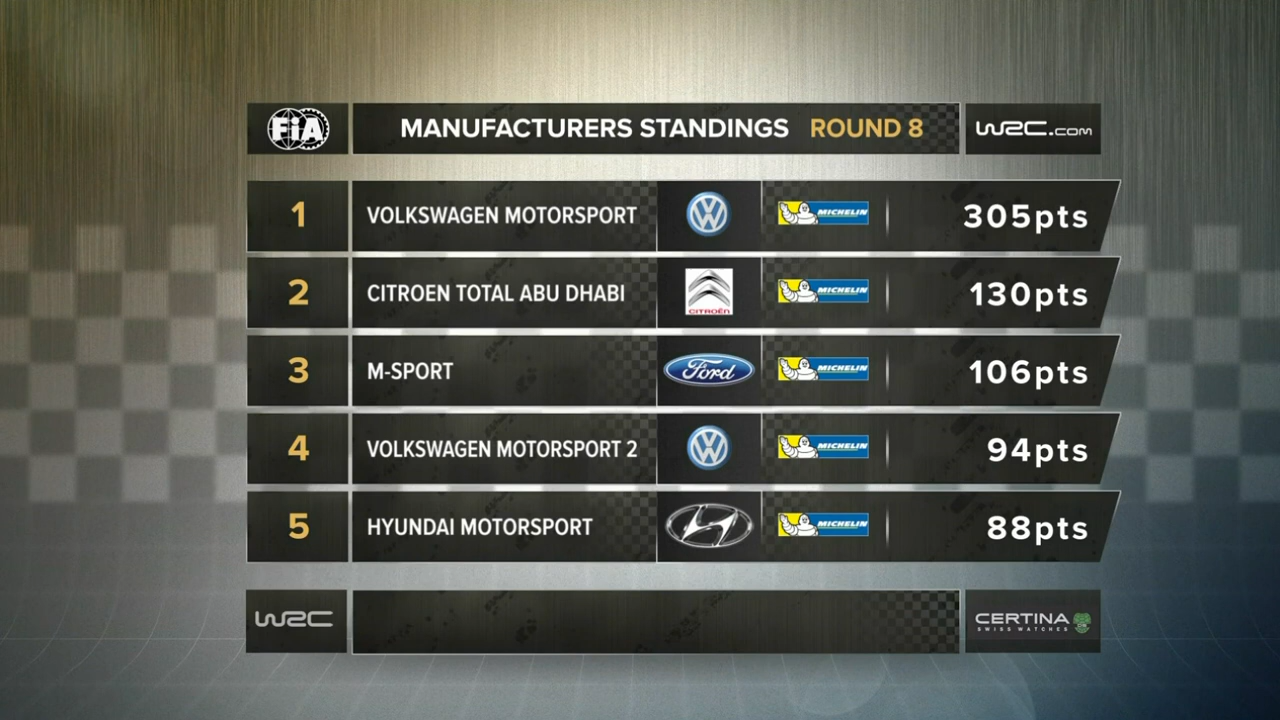 FiA MANUFACTURERS STANDINGS ROUND 8 WRC.COM
1 VOLKSWAGEN MOTORSPORT MICHELIN 305pts
2 CITROEN TOTAL ABU DHABI CITROËN MICHELIN 130pts
3 M-SPORT Ford MICHELIN 106pts
4 VOLKSWAGEN MOTORSPORT 2 MICHELIN 94pts
5 HYUNDAI MOTORSPORT MICHELIN 88pts
WRC CERTINA
SWISS WATCHES